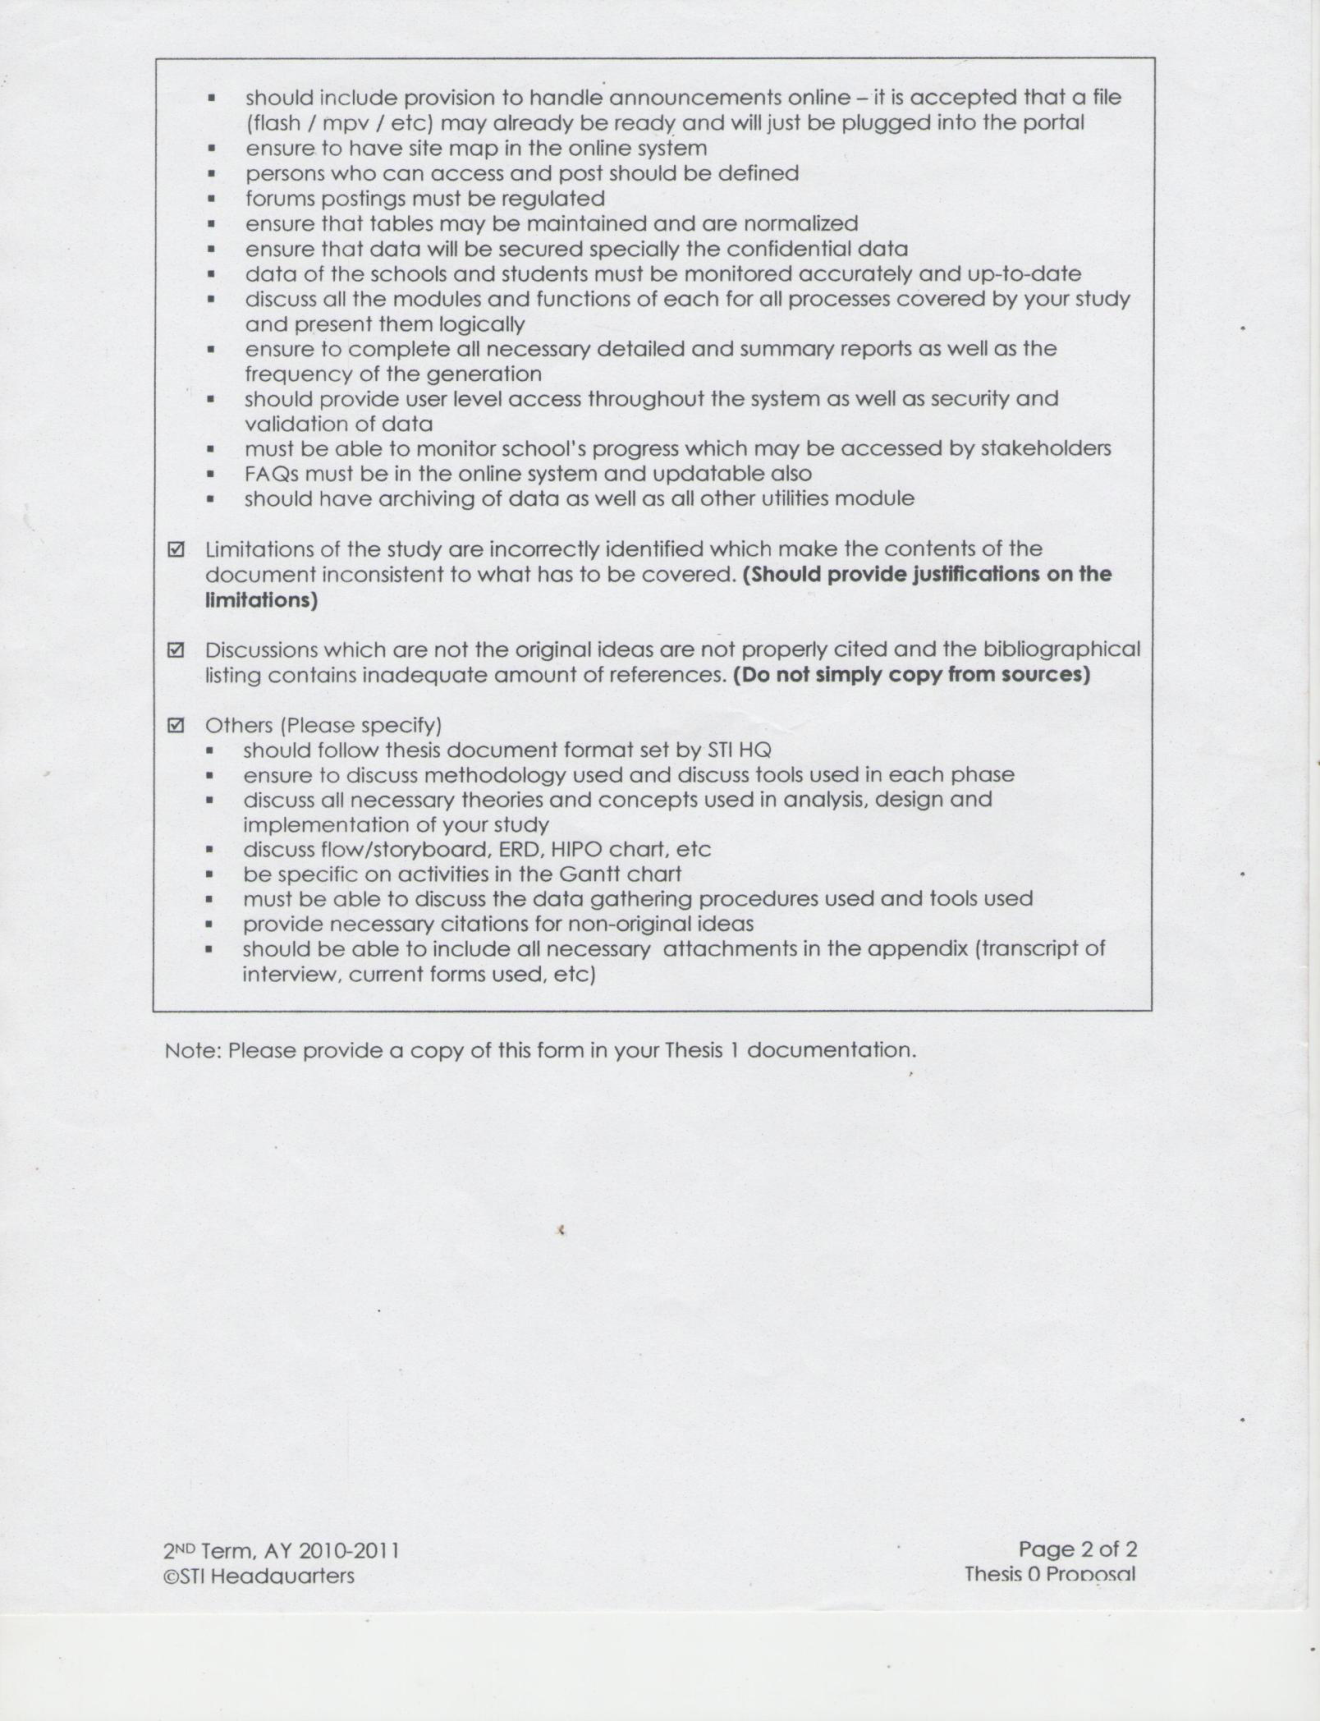 ▪ should include provision to handle announcements online – it is accepted that a file
(flash / mpv / etc) may already be ready and will just be plugged into the portal
▪ ensure to have site map in the online system
▪ persons who can access and post should be defined
▪ forums postings must be regulated
▪ ensure that tables may be maintained and are normalized
▪ ensure that data will be secured specially the confidential data
▪ data of the schools and students must be monitored accurately and up-to-date
▪ discuss all the modules and functions of each for all processes covered by your study
and present them logically
▪ ensure to complete all necessary detailed and summary reports as well as the
frequency of the generation
▪ should provide user level access throughout the system as well as security and
validation of data
▪ must be able to monitor school's progress which may be accessed by stakeholders
▪ FAQs must be in the online system and updatable also
▪ should have archiving of data as well as all other utilities module
☑ Limitations of the study are incorrectly identified which make the contents of the
document inconsistent to what has to be covered. (Should provide justifications on the
limitations)
☑ Discussions which are not the original ideas are not properly cited and the bibliographical
listing contains inadequate amount of references. (Do not simply copy from sources)
☑ Others (Please specify)
▪ should follow thesis document format set by STI HQ
▪ ensure to discuss methodology used and discuss tools used in each phase
▪ discuss all necessary theories and concepts used in analysis, design and
implementation of your study
▪ discuss flow/storyboard, ERD, HIPO chart, etc
▪ be specific on activities in the Gantt chart
▪ must be able to discuss the data gathering procedures used and tools used
▪ provide necessary citations for non-original ideas
▪ should be able to include all necessary attachments in the appendix (transcript of
interview, current forms used, etc)
Note: Please provide a copy of this form in your Thesis 1 documentation.
2ND Term, AY 2010-2011
©STI Headquarters
Page 2 of 2
Thesis 0 Proposal